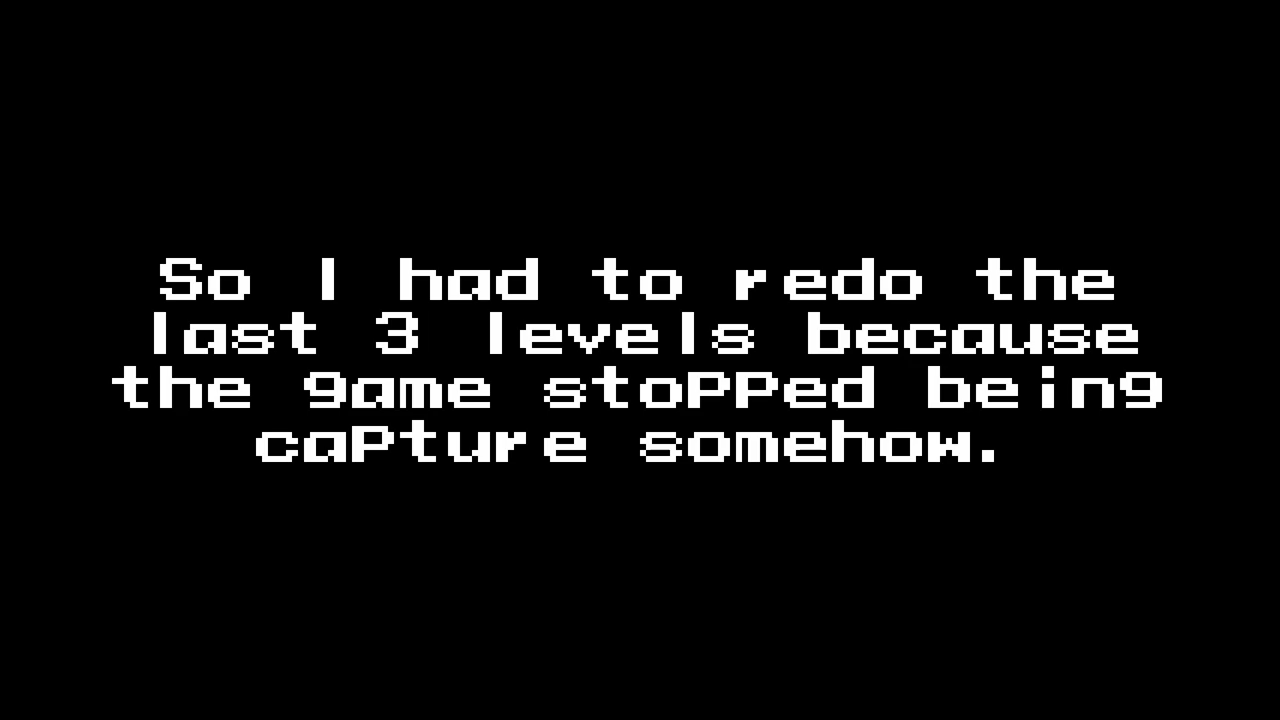 So I had to redo the
last 3 levels because
the game stopped being
capture somehow.